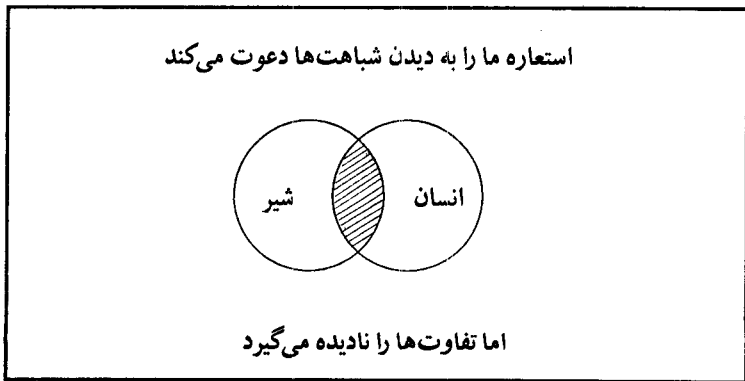 استعاره ما را به دیدن شباهت‌ها دعوت می‌کند
انسان
شیر
اما تفاوت‌ها را نادیده می‌گیرد